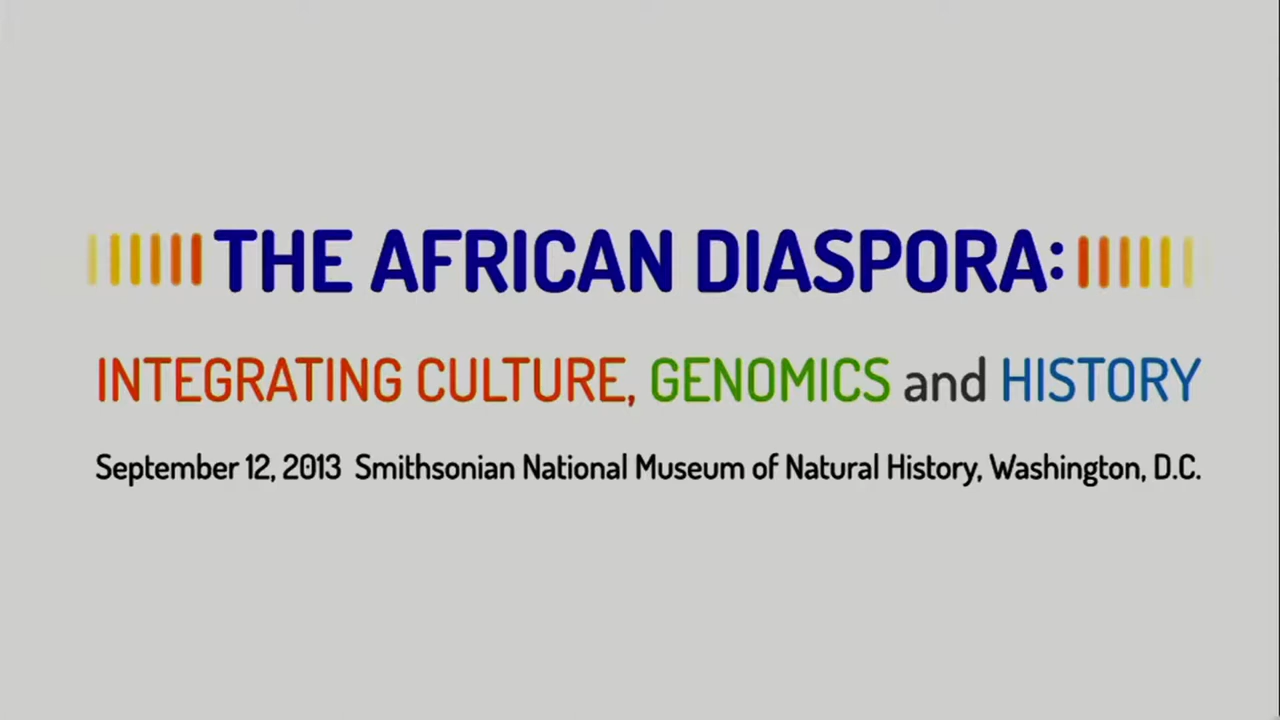 THE AFRICAN DIASPORA:
INTEGRATING CULTURE, GENOMICS and HISTORY
September 12, 2013 Smithsonian National Museum of Natural History, Washington, D.C.